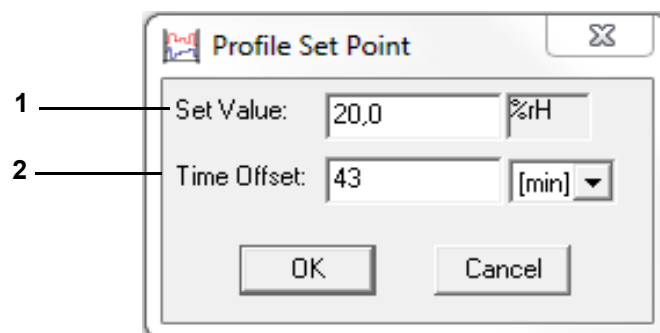 Profile Set Point
1 Set Value: 20,0 %rH
2 Time Offset: 43 [min]
OK Cancel